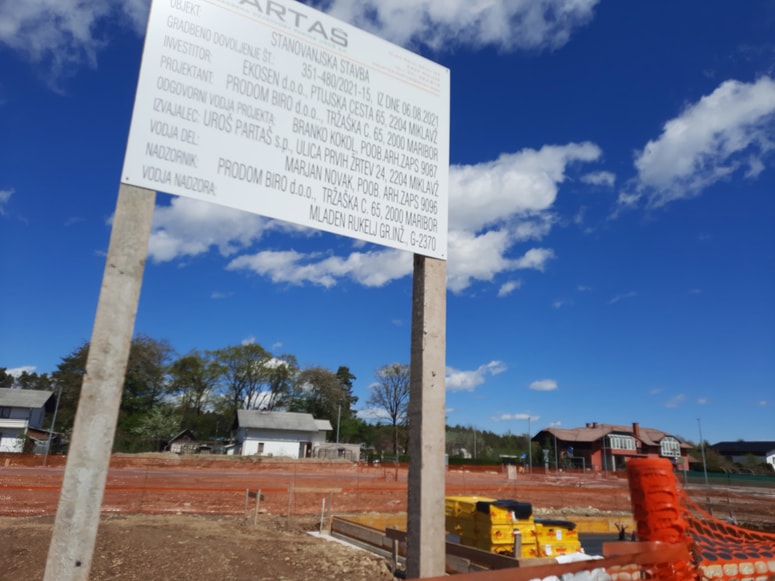 PARTAS
OBJEKT: STANOVANJSKA STAVBA
GRADBENO DOVOLJENJE ŠT. 351-480/2021-15, IZ DNE 06.08.2021
INVESTITOR: EKOSEN d.o.o., PTUJSKA CESTA 65, 2204 MIKLAVŽ
PROJEKTANT: PRODOM BIRO d.o.o., TRŽAŠKA C. 65, 2000 MARIBOR
ODGOVORNI VODJA PROJEKTA: BRANKO KOKOL, POOB.ARH.ZAPS 9087
IZVAJALEC: UROŠ PARTAŠ s.p., ULICA PRVIH ŽRTEV 24, 2204 MIKLAVŽ
VODJA DEL: MARJAN NOVAK, POOB. ARH.ZAPS 9096
NADZORNIK: PRODOM BIRO d.o.o., TRŽAŠKA C. 65, 2000 MARIBOR
VODJA NADZORA: MLADEN RUKELJ GR.INŽ., G-2370